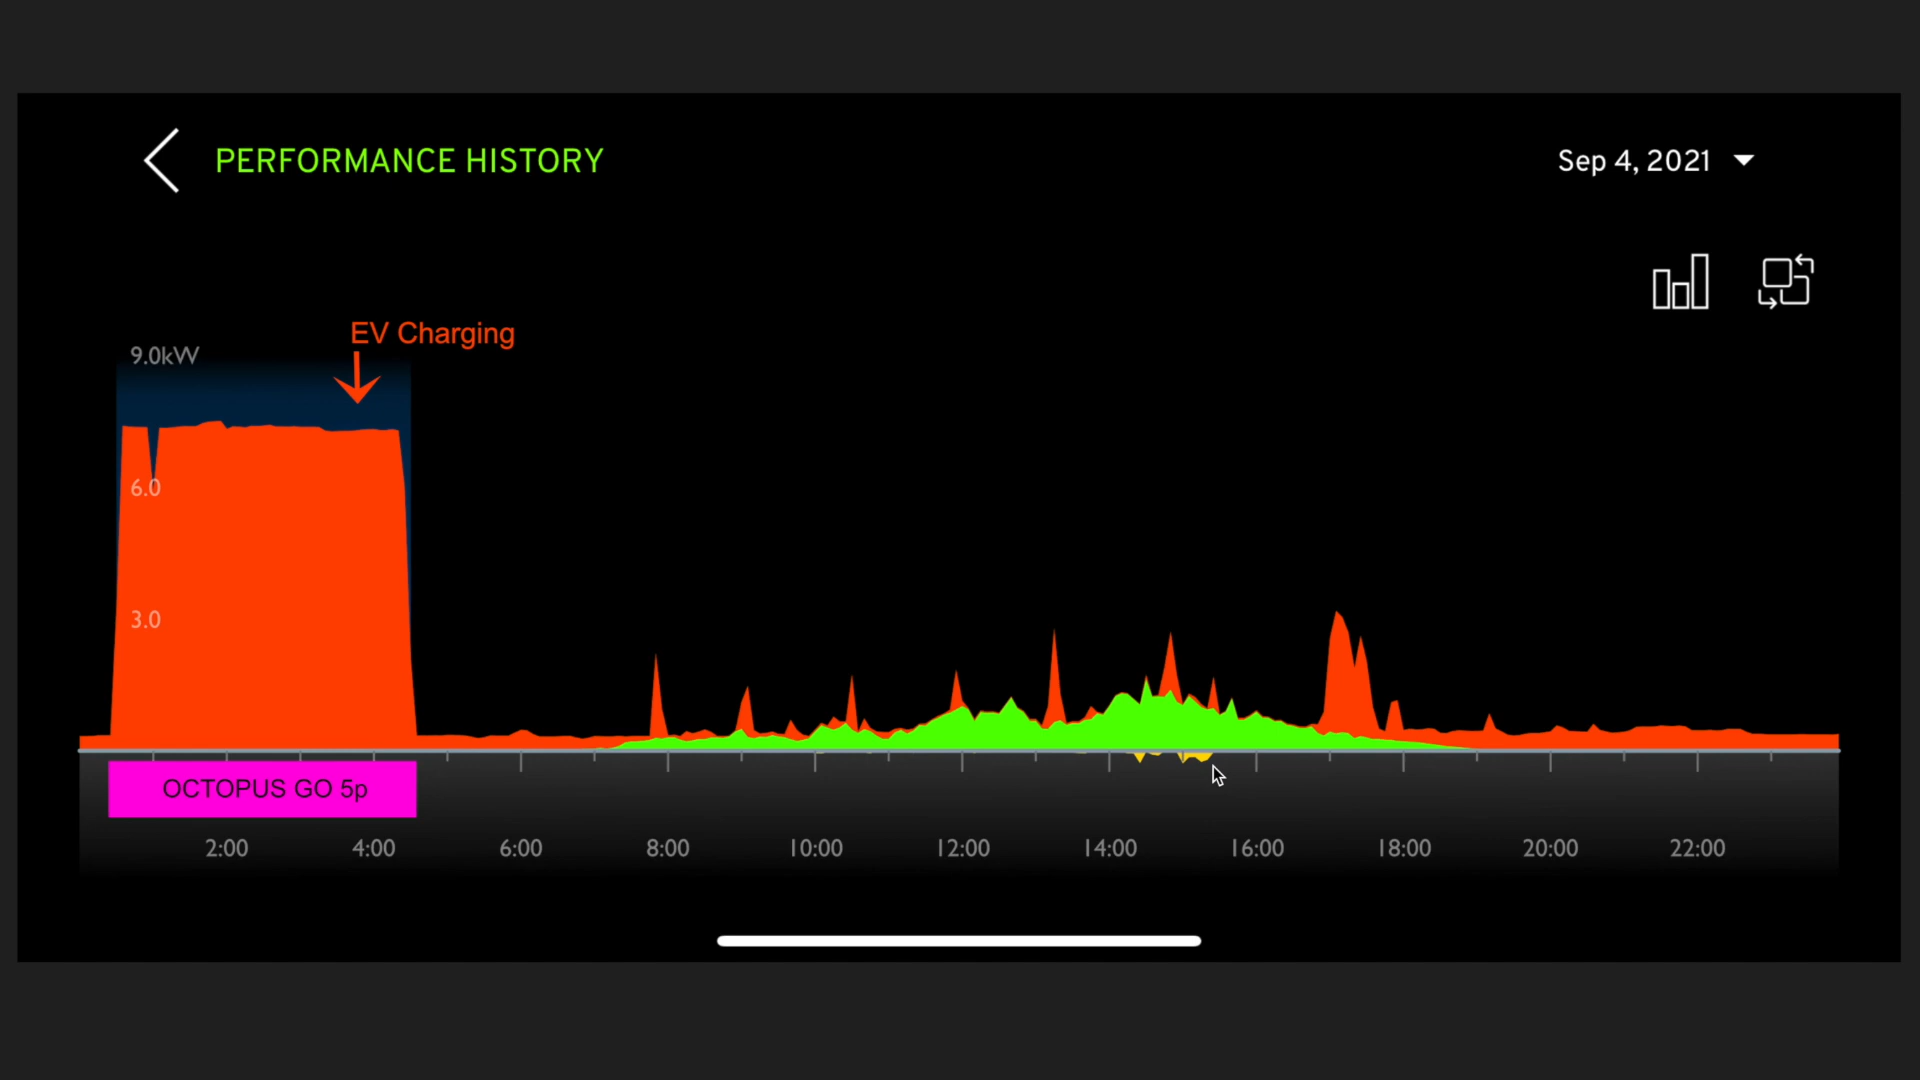 PERFORMANCE HISTORY
Sep 4, 2021
EV Charging
9.0kW
6.0
3.0
OCTOPUS GO 5p
2:00 4:00 6:00 8:00 10:00 12:00 14:00 16:00 18:00 20:00 22:00